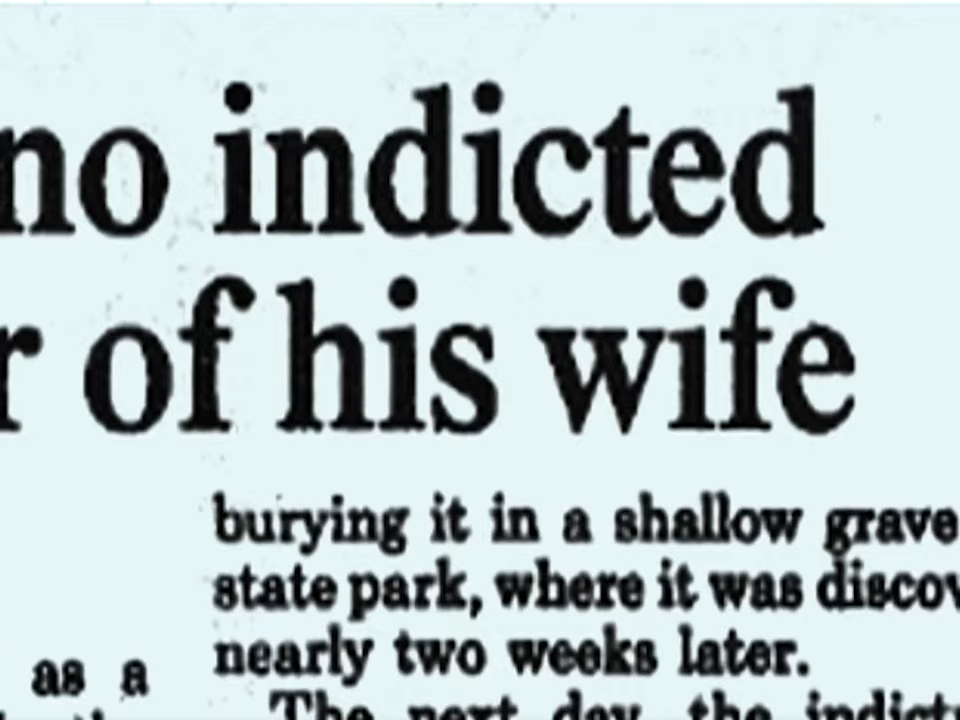 no indicted
r of his wife
burying it in a shallow grave
state park, where it was discov
nearly two weeks later.
as a
The next day, the indict